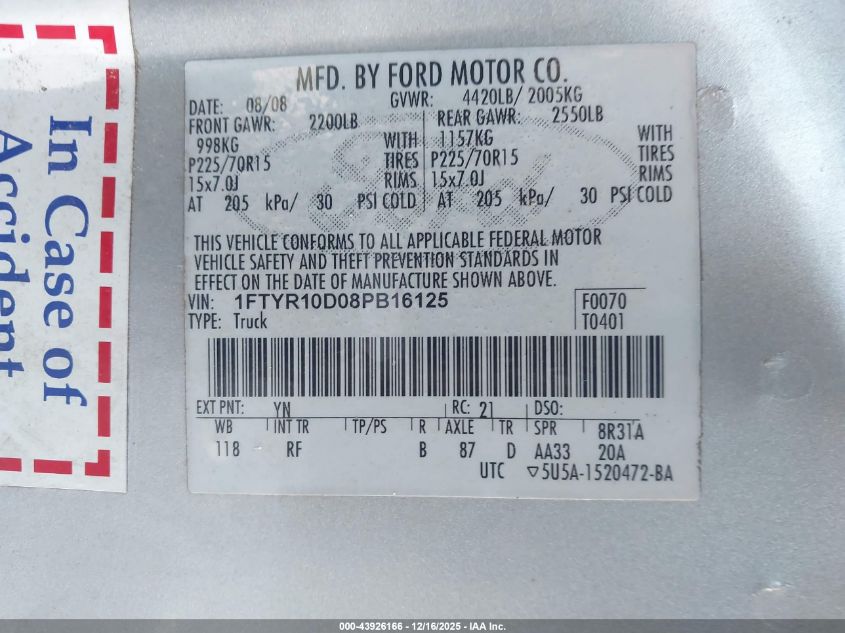 In Case of
Accident
MFD. BY FORD MOTOR CO.
DATE: 08/08 GVWR: 4420LB/ 2005KG
FRONT GAWR: 2200LB REAR GAWR: 2550LB
998KG WITH 1157KG WITH
P225/70R15 TIRES P225/70R15 TIRES
15x7.0J RIMS 15x7.0J RIMS
AT 205 kPa/ 30 PSI COLD AT 205 kPa/ 30 PSI COLD
Ford
THIS VEHICLE CONFORMS TO ALL APPLICABLE FEDERAL MOTOR
VEHICLE SAFETY AND THEFT PREVENTION STANDARDS IN
EFFECT ON THE DATE OF MANUFACTURE SHOWN ABOVE.
VIN: 1FTYR10D08PB16125 F0070
TYPE: Truck T0401
EXT PNT: YN RC: 21 DSO:
WB INT TR TP/PS R AXLE TR SPR 8R31A
118 RF B 87 D AA33 20A
UTC ▽5U5A-1520472-BA
000-43926166 - 12/16/2025 - IAA Inc.